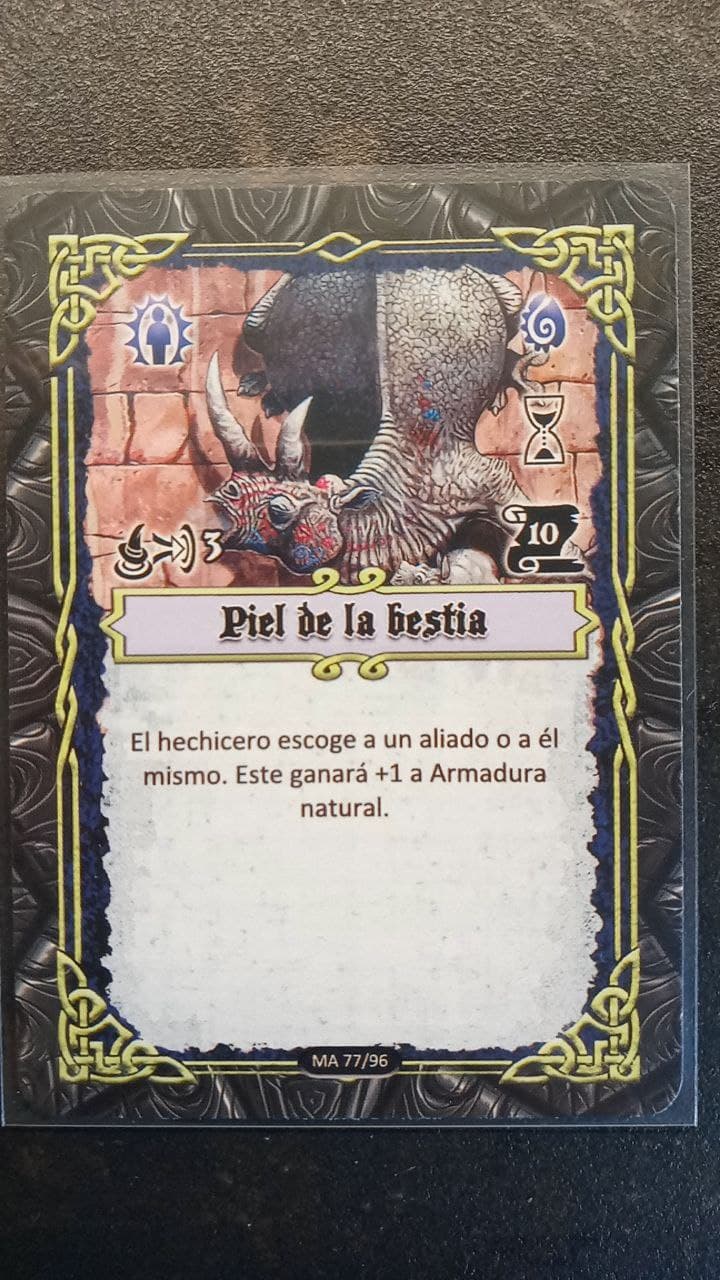 3
10
Piel de la bestia
El hechicero escoge a un aliado o a él
mismo. Este ganará +1 a Armadura
natural.
MA 77/96